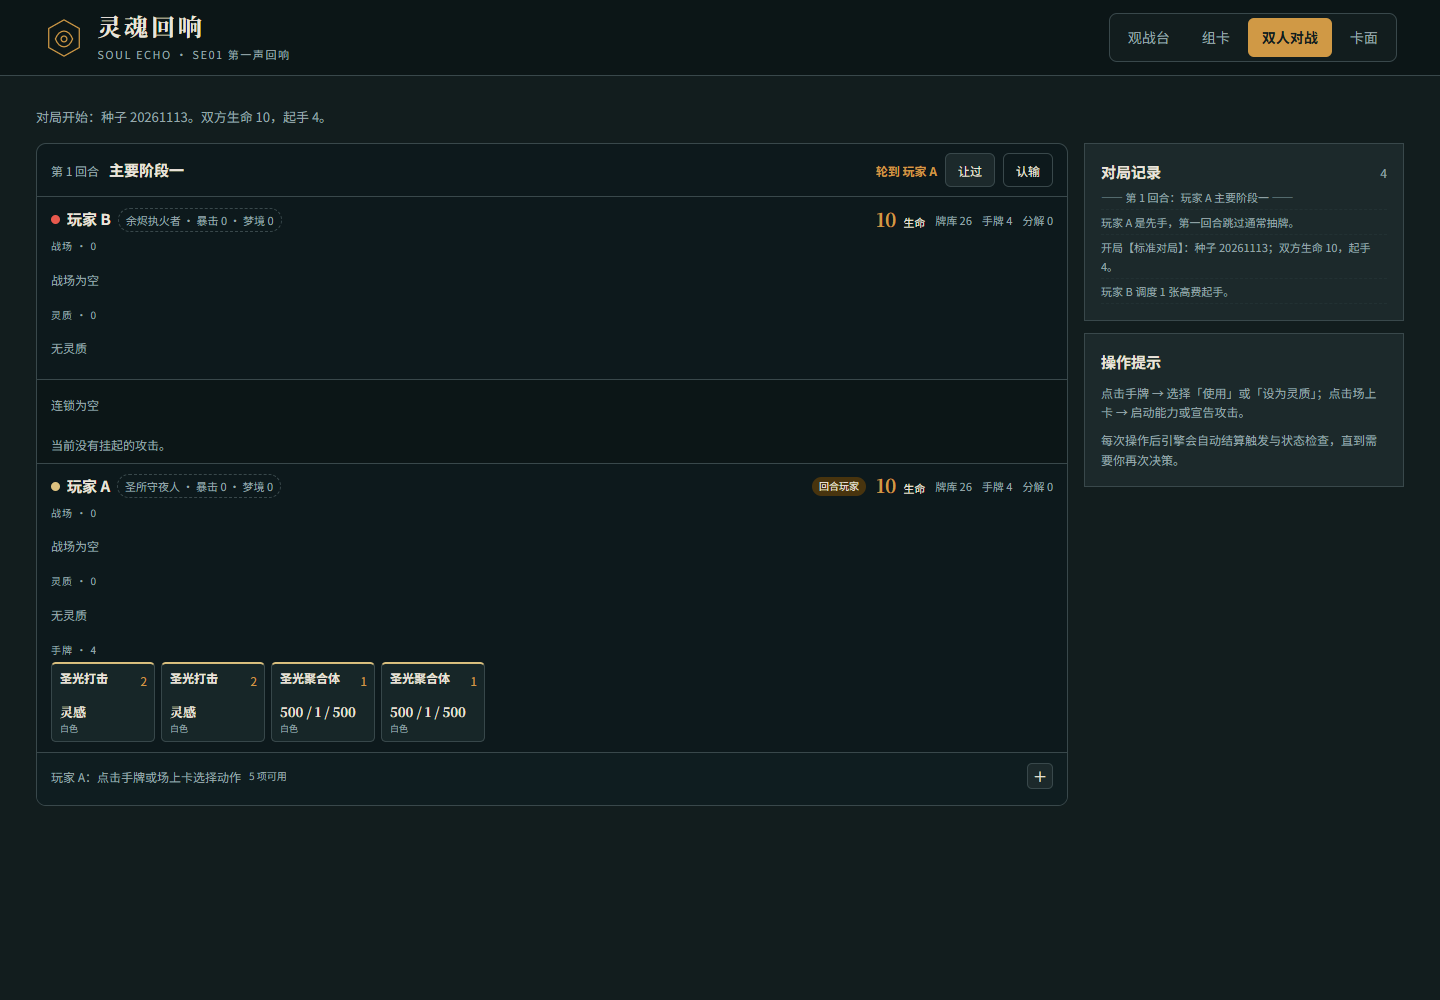 灵魂回响
SOUL ECHO · SE01 第一声回响
观战台
组卡
双人对战
卡面
对局开始：种子 20261113。双方生命 10，起手 4。
第 1 回合 主要阶段一
轮到 玩家 A
让过
认输
玩家 B 余烬执火者 · 暴击 0 · 梦境 0
10 生命 牌库 26 手牌 4 分解 0
战场 · 0
战场为空
灵质 · 0
无灵质
连锁为空
当前没有挂起的攻击。
玩家 A 圣所守夜人 · 暴击 0 · 梦境 0
回合玩家 10 生命 牌库 26 手牌 4 分解 0
战场 · 0
战场为空
灵质 · 0
无灵质
手牌 · 4
圣光打击 2
灵感
白色
圣光打击 2
灵感
白色
圣光聚合体 1
500 / 1 / 500
白色
圣光聚合体 1
500 / 1 / 500
白色
玩家 A：点击手牌或场上卡选择动作 5 项可用
+
对局记录 4
—— 第 1 回合：玩家 A 主要阶段一 ——
玩家 A 是先手，第一回合跳过通常抽牌。
开局【标准对局】：种子 20261113；双方生命 10，起手
4。
玩家 B 调度 1 张高费起手。
操作提示
点击手牌 → 选择「使用」或「设为灵质」；点击场上
卡 → 启动能力或宣告攻击。
每次操作后引擎会自动结算触发与状态检查，直到需
要你再次决策。